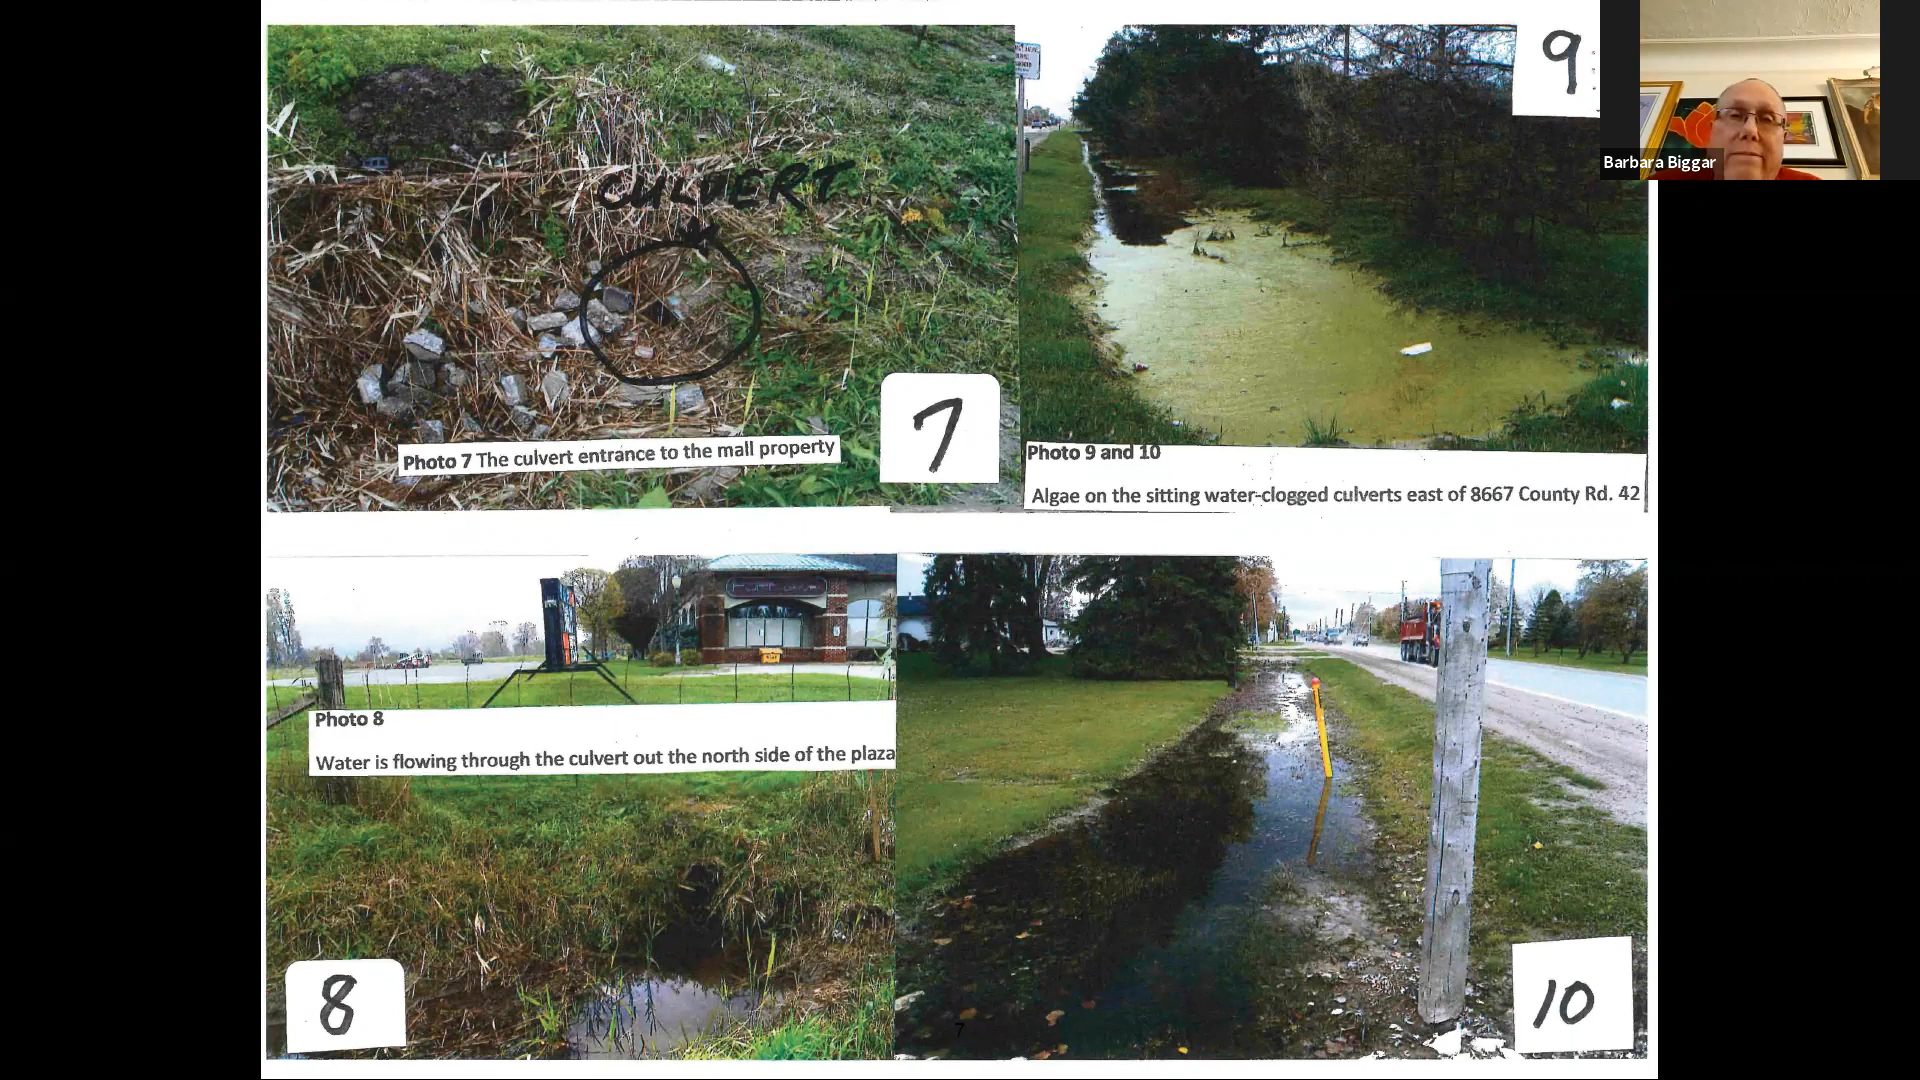 9
Barbara Biggar
CULVERT
7
Photo 7 The culvert entrance to the mall property
Photo 9 and 10
Algae on the sitting water-clogged culverts east of 8667 County Rd. 42
Photo 8
Water is flowing through the culvert out the north side of the plaza
8
10
7